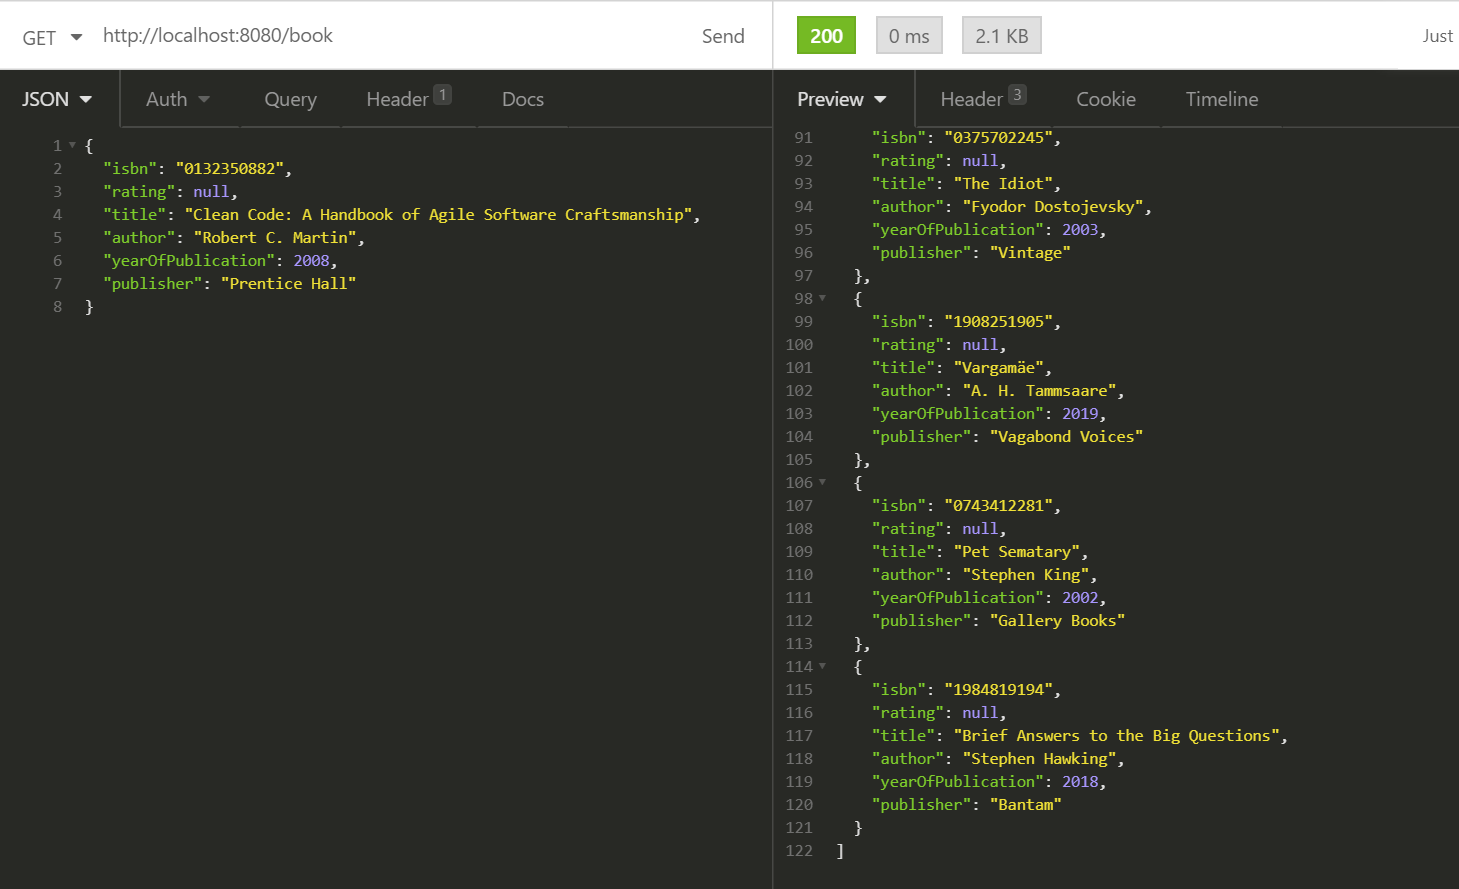 GET http://localhost:8080/book Send
JSON Auth Query Header 1 Docs
1 {
2 "isbn": "0132350882",
3 "rating": null,
4 "title": "Clean Code: A Handbook of Agile Software Craftsmanship",
5 "author": "Robert C. Martin",
6 "yearOfPublication": 2008,
7 "publisher": "Prentice Hall"
8 }
200 0 ms 2.1 KB Just
Preview Header 3 Cookie Timeline
91 "isbn": "0375702245",
92 "rating": null,
93 "title": "The Idiot",
94 "author": "Fyodor Dostojevsky",
95 "yearOfPublication": 2003,
96 "publisher": "Vintage"
97 },
98 {
99 "isbn": "1908251905",
100 "rating": null,
101 "title": "Vargamäe",
102 "author": "A. H. Tammsaare",
103 "yearOfPublication": 2019,
104 "publisher": "Vagabond Voices"
105 },
106 {
107 "isbn": "0743412281",
108 "rating": null,
109 "title": "Pet Sematary",
110 "author": "Stephen King",
111 "yearOfPublication": 2002,
112 "publisher": "Gallery Books"
113 },
114 {
115 "isbn": "1984819194",
116 "rating": null,
117 "title": "Brief Answers to the Big Questions",
118 "author": "Stephen Hawking",
119 "yearOfPublication": 2018,
120 "publisher": "Bantam"
121 }
122 ]